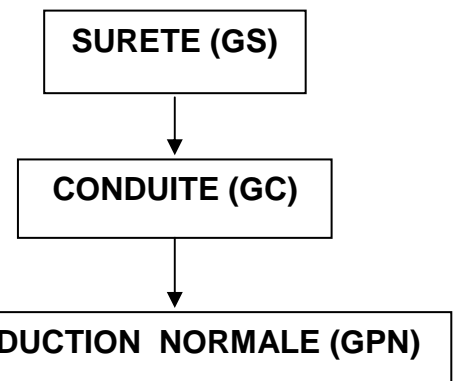 SURETE (GS)
CONDUITE (GC)
DUCTION NORMALE (GPN)